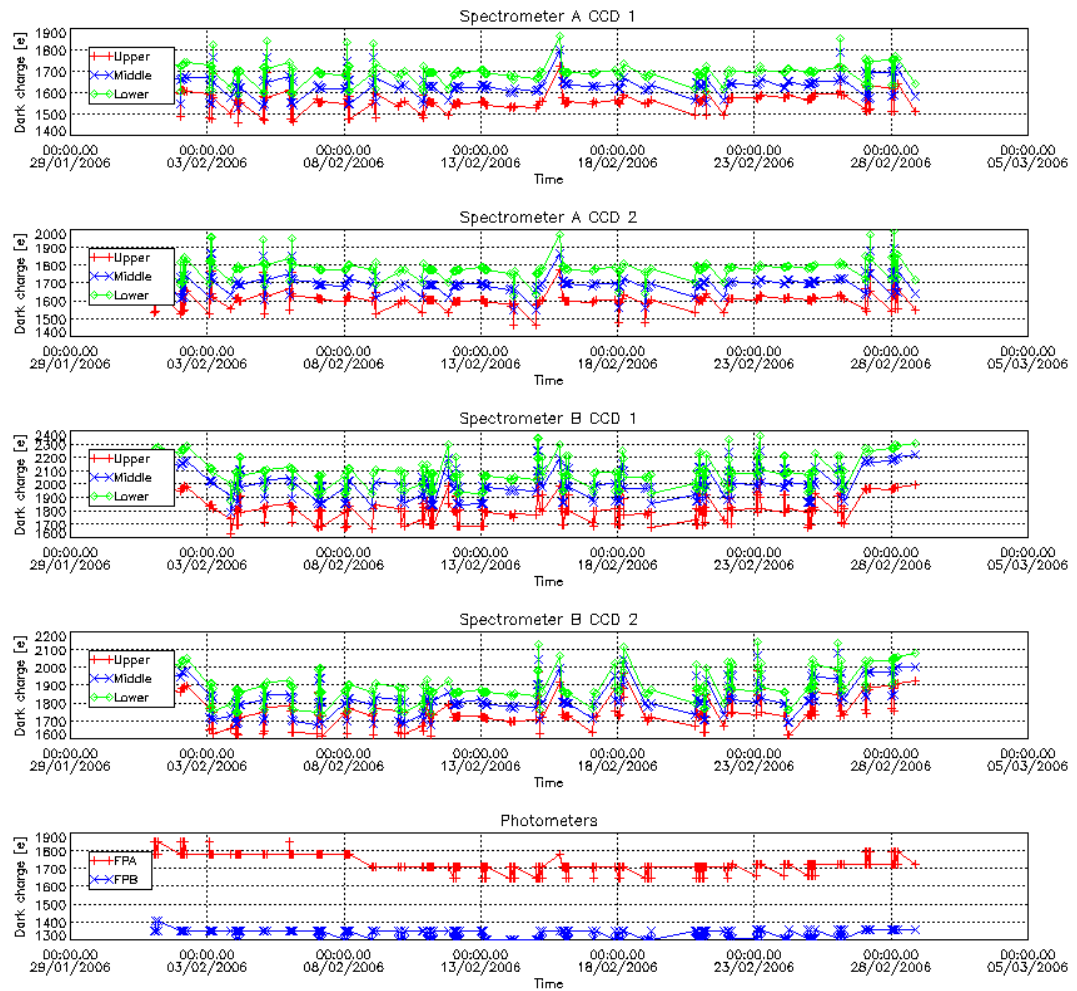 Spectrometer A CCD 1
Dark charge [e]
1900
1800
1700
1600
1500
1400
Upper
Middle
Lower
00:00.00 00:00.00 00:00.00 00:00.00 00:00.00 00:00.00 00:00.00 00:00.00
29/01/2006 03/02/2006 08/02/2006 13/02/2006 18/02/2006 23/02/2006 28/02/2006 05/03/2006
Time
Spectrometer A CCD 2
Dark charge [e]
2000
1900
1800
1700
1600
1500
1400
Upper
Middle
Lower
00:00.00 00:00.00 00:00.00 00:00.00 00:00.00 00:00.00 00:00.00 00:00.00
29/01/2006 03/02/2006 08/02/2006 13/02/2006 18/02/2006 23/02/2006 28/02/2006 05/03/2006
Time
Spectrometer B CCD 1
Dark charge [e]
2400
2300
2200
2100
2000
1900
1800
1700
1600
Upper
Middle
Lower
00:00.00 00:00.00 00:00.00 00:00.00 00:00.00 00:00.00 00:00.00 00:00.00
29/01/2006 03/02/2006 08/02/2006 13/02/2006 18/02/2006 23/02/2006 28/02/2006 05/03/2006
Time
Spectrometer B CCD 2
Dark charge [e]
2200
2100
2000
1900
1800
1700
1600
Upper
Middle
Lower
00:00.00 00:00.00 00:00.00 00:00.00 00:00.00 00:00.00 00:00.00 00:00.00
29/01/2006 03/02/2006 08/02/2006 13/02/2006 18/02/2006 23/02/2006 28/02/2006 05/03/2006
Time
Photometers
Dark charge [e]
1900
1800
1700
1600
1500
1400
1300
FPA
FPB
00:00.00 00:00.00 00:00.00 00:00.00 00:00.00 00:00.00 00:00.00 00:00.00
29/01/2006 03/02/2006 08/02/2006 13/02/2006 18/02/2006 23/02/2006 28/02/2006 05/03/2006
Time